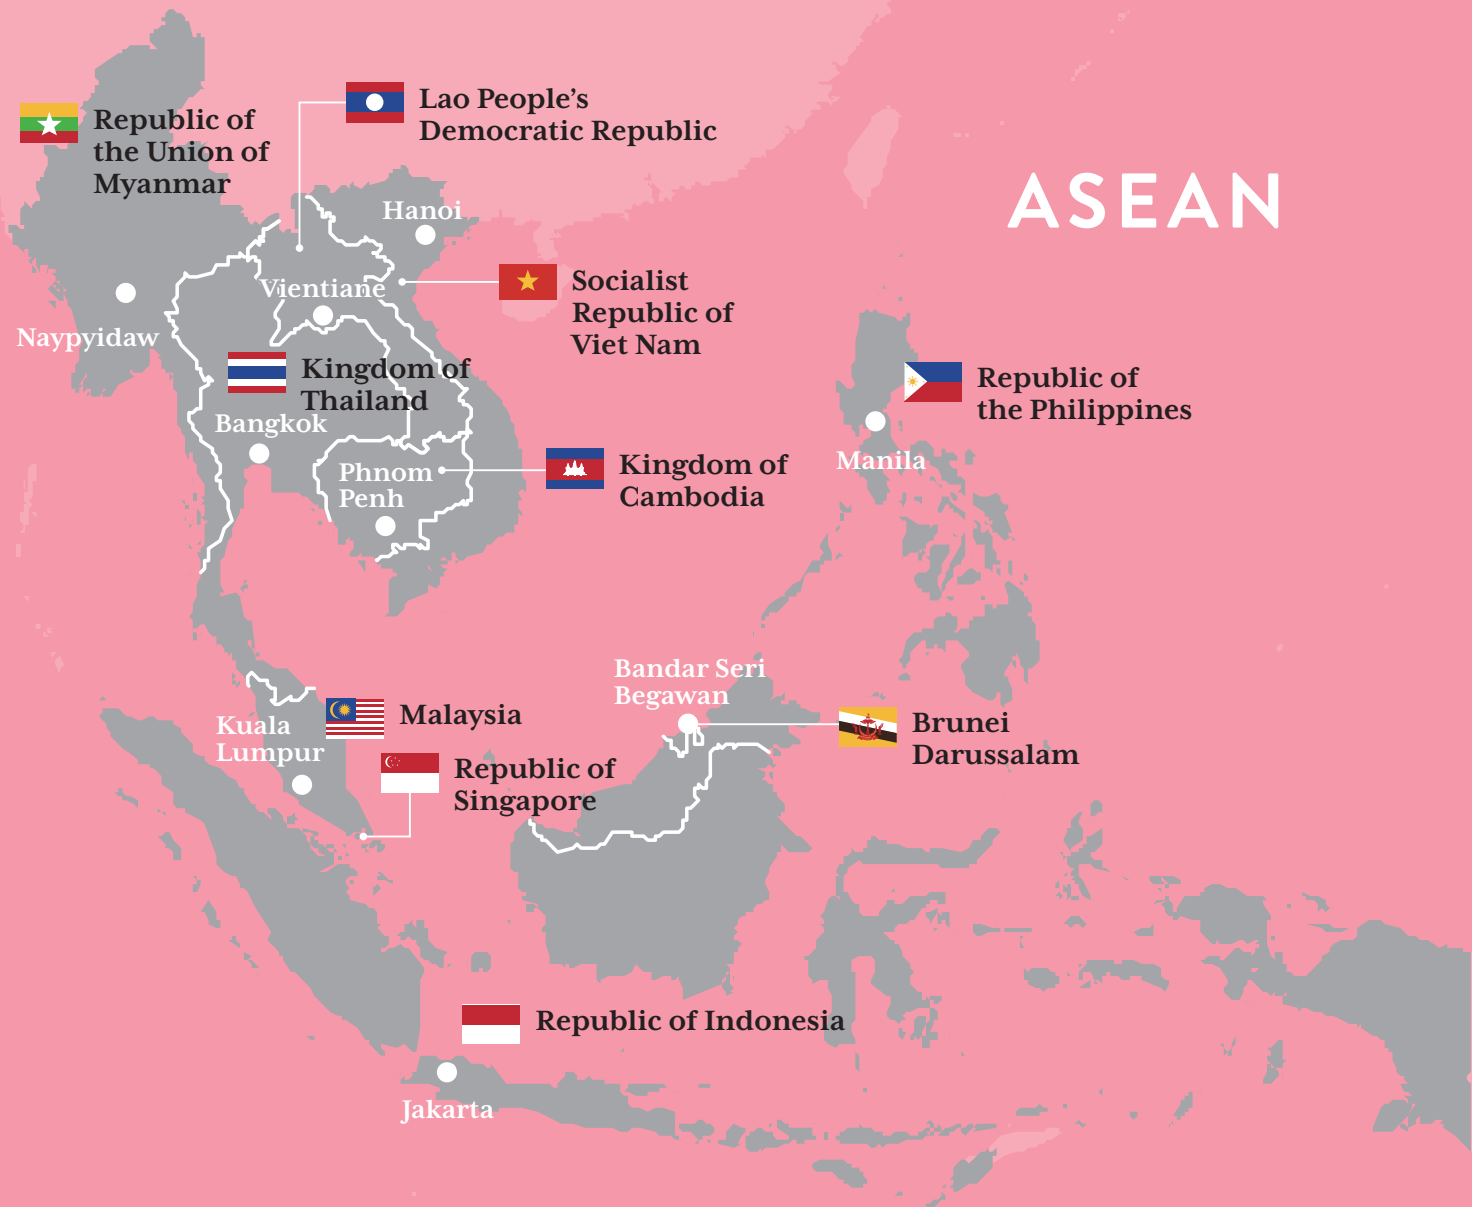 Lao People’s
Democratic Republic
Republic of
the Union of
Myanmar
ASEAN
Hanoi
Socialist
Republic of
Viet Nam
Vientiane
Naypyidaw
Kingdom of
Thailand
Republic of
the Philippines
Bangkok
Manila
Phnom
Penh
Kingdom of
Cambodia
Bandar Seri
Begawan
Malaysia
Kuala
Lumpur
Brunei
Darussalam
Republic of
Singapore
Republic of Indonesia
Jakarta